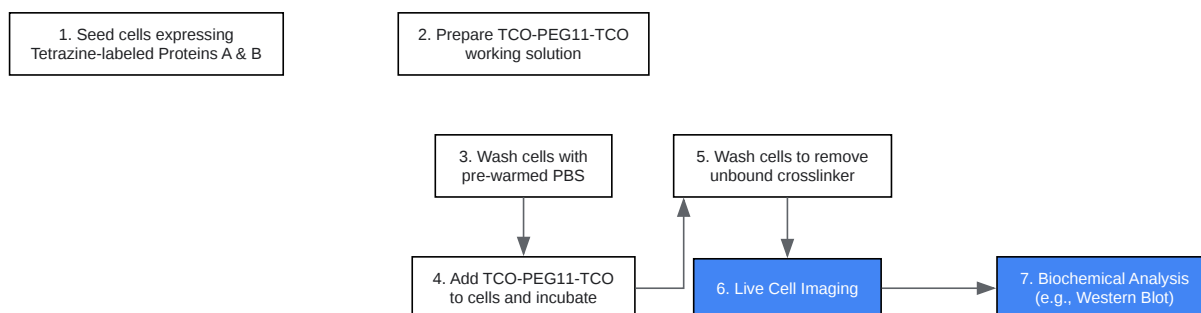 1. Seed cells expressing
Tetrazine-labeled Proteins A & B
2. Prepare TCO-PEG11-TCO
working solution
3. Wash cells with
pre-warmed PBS
4. Add TCO-PEG11-TCO
to cells and incubate
5. Wash cells to remove
unbound crosslinker
6. Live Cell Imaging
7. Biochemical Analysis
(e.g., Western Blot)